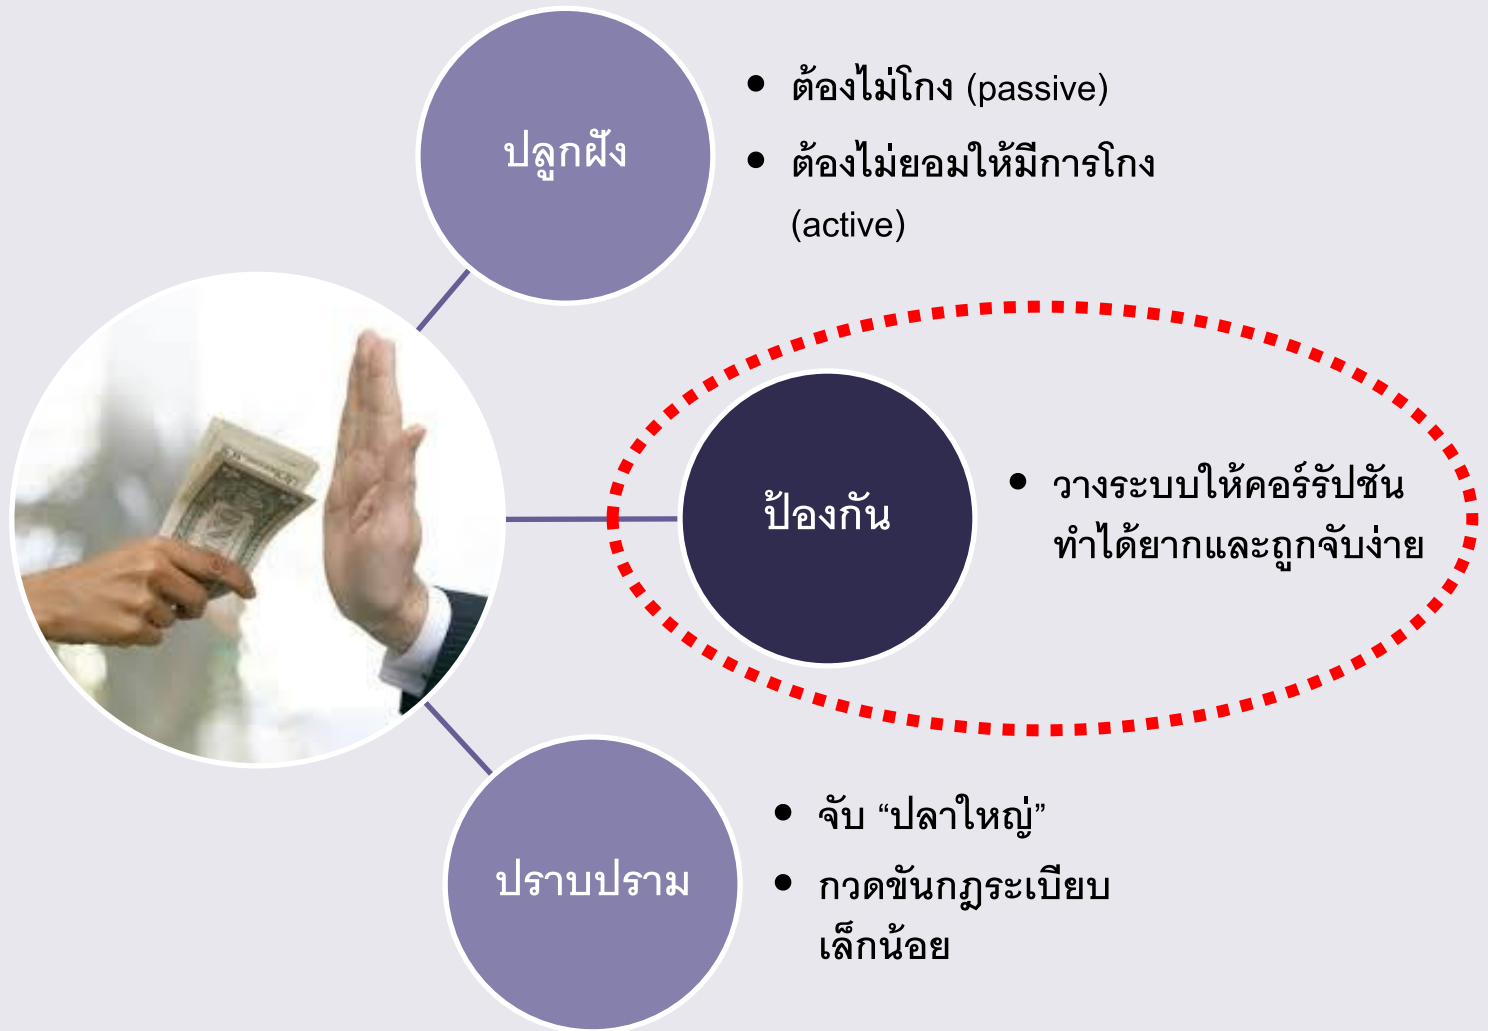 ปลูกฝัง
• ต้องไม่โกง (passive)
• ต้องไม่ยอมให้มีการโกง
(active)
ป้องกัน
• วางระบบให้คอร์รัปชัน
ทำได้ยากและถูกจับง่าย
ปราบปราม
• จับ “ปลาใหญ่”
• กวดขันกฎระเบียบ
เล็กน้อย